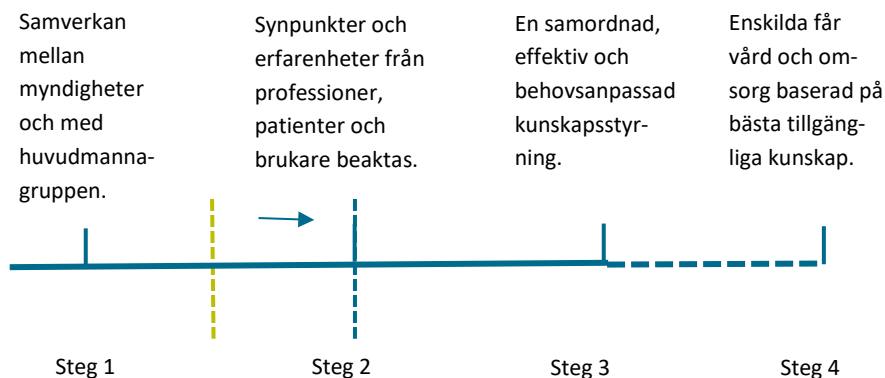 Samverkan
mellan
myndigheter
och med
huvudmanna-
gruppen.
Synpunkter och
erfarenheter från
professioner,
patienter och
brukare beaktas.
En samordnad,
effektiv och
behovsanpassad
kunskapsstyr-
ning.
Enskilda får
vård och om-
sorg baserad på
bästa tillgäng-
liga kunskap.
Steg 1
Steg 2
Steg 3
Steg 4